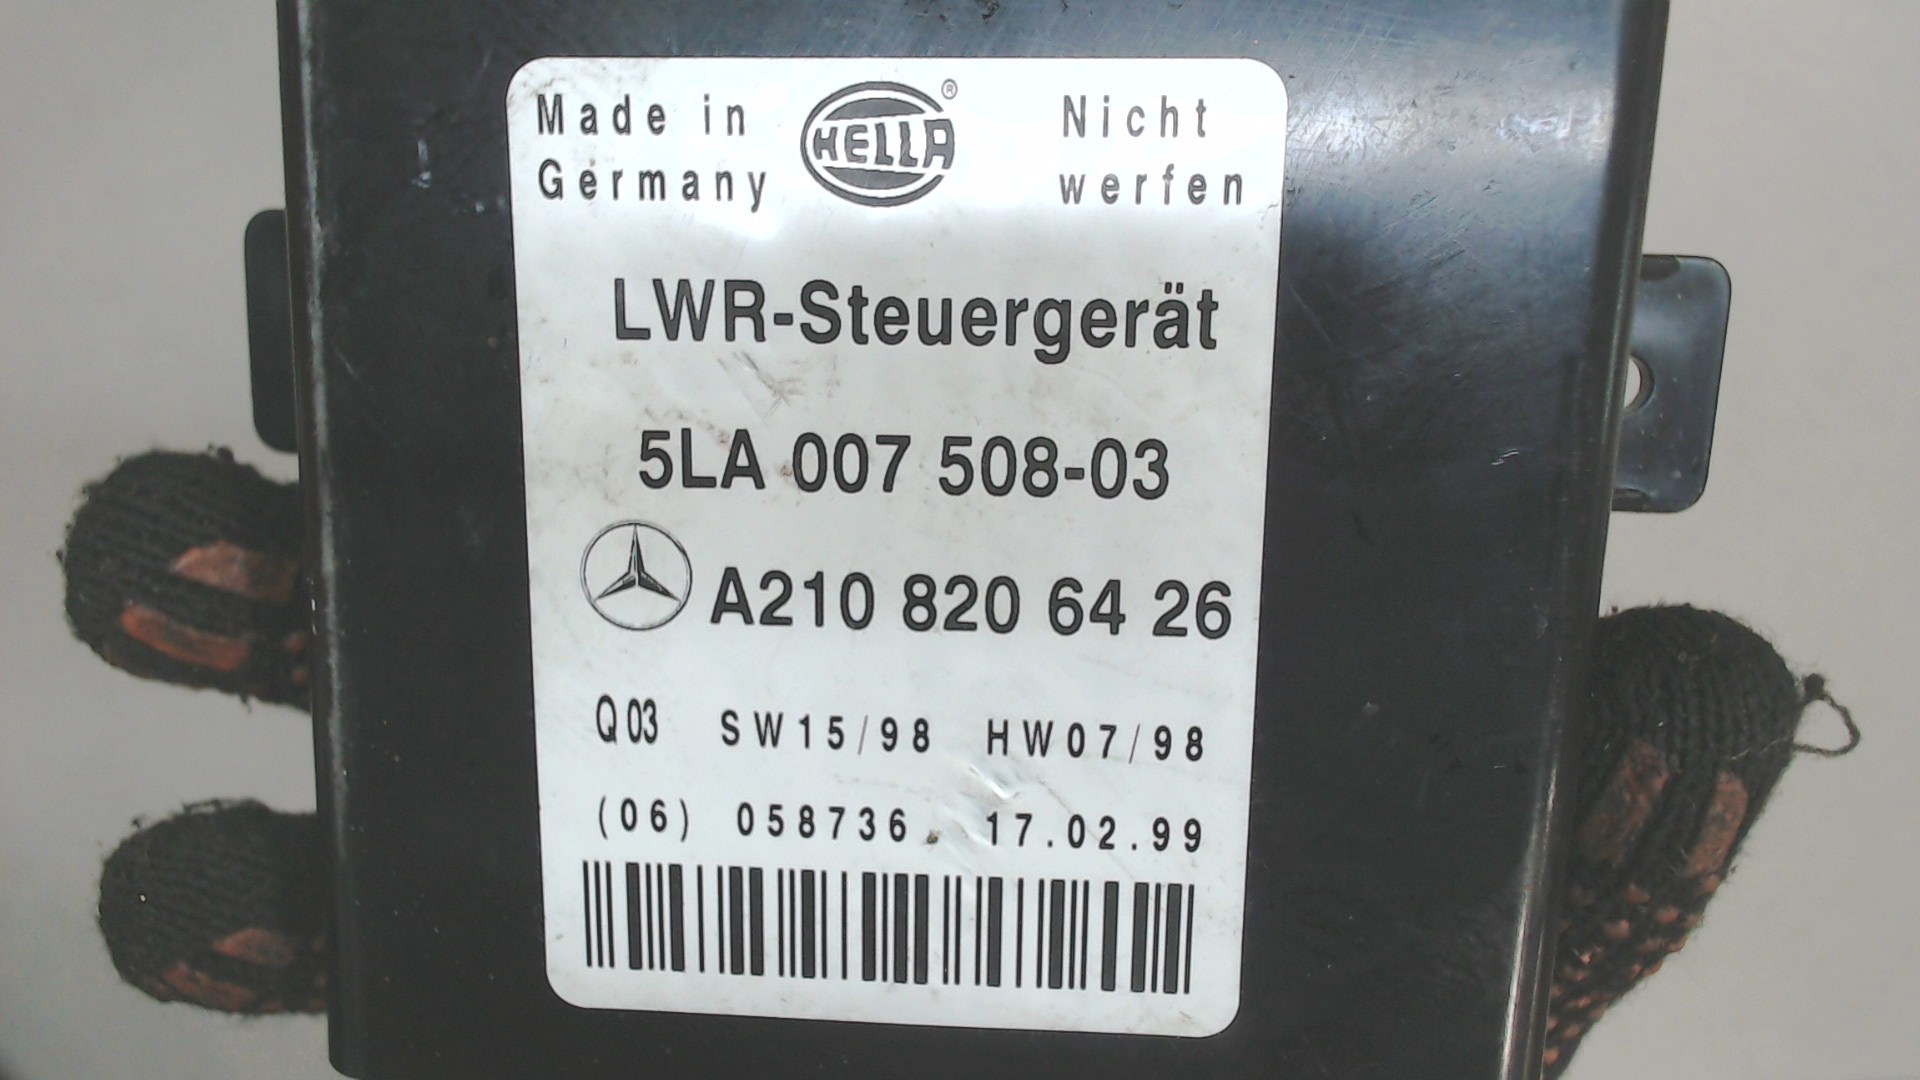 Made in
Germany
HELLA ®
Nicht
werfen
LWR-Steuergerät
5LA 007 508-03
A210 820 64 26
Q03 SW15/98 HW07/98
(06) 058736 17.02.99